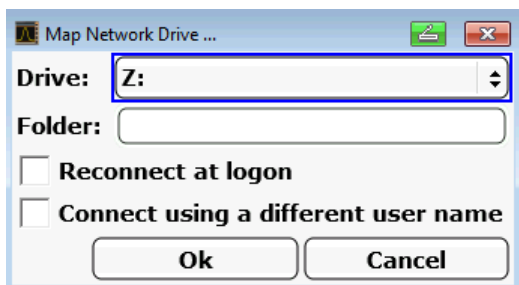 Map Network Drive ...
Drive: Z:
Folder:
Reconnect at logon
Connect using a different user name
Ok Cancel